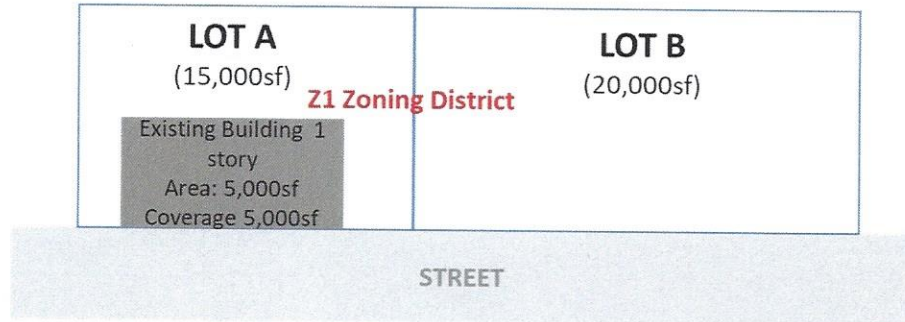 LOT A
(15,000sf)
LOT B
(20,000sf)
Z1 Zoning District
Existing Building 1
story
Area: 5,000sf
Coverage 5,000sf
STREET